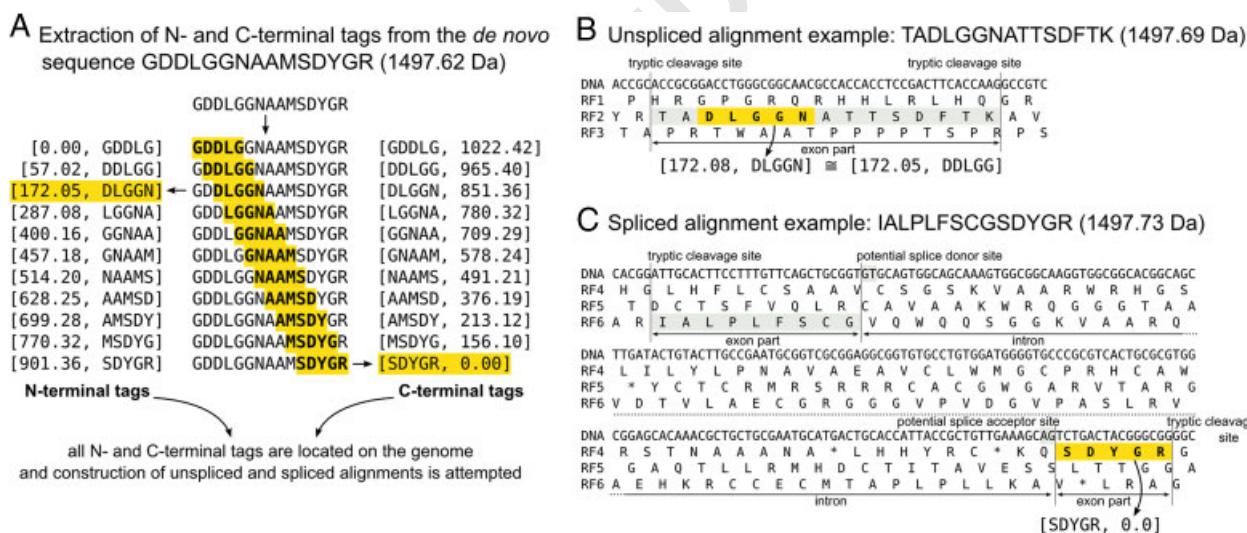 A Extraction of N- and C-terminal tags from the de novo
sequence GDDLGGNAAMSDYGR (1497.62 Da)
GDDLGGNAAMSDYGR
[0.00, GDDLG] GDDLGGNAAMSDYGR [GDDLG, 1022.42]
[57.02, DDLGG] GDDLGGNAAMSDYGR [DDLGG, 965.40]
[172.05, DLGGN] GDDLGGNAAMSDYGR [DLGGN, 851.36]
[287.08, LGGNA] GDDLGGNAAMSDYGR [LGGNA, 780.32]
[400.16, GGNAA] GDDLGGNAAMSDYGR [GGNAA, 709.29]
[457.18, GNAAM] GDDLGGNAAMSDYGR [GNAAM, 578.24]
[514.20, NAAMS] GDDLGGNAAMSDYGR [NAAMS, 491.21]
[628.25, AAMSD] GDDLGGNAAMSDYGR [AAMSD, 376.19]
[699.28, AMSDY] GDDLGGNAAMSDYGR [AMSDY, 213.12]
[770.32, MSDYG] GDDLGGNAAMSDYGR [MSDYG, 156.10]
[901.36, SDYGR] GDDLGGNAAMSDYGR [SDYGR, 0.00]
N-terminal tags C-terminal tags
all N- and C-terminal tags are located on the genome
and construction of unspliced and spliced alignments is attempted
B Unspliced alignment example: TADLGGNATTSDFTK (1497.69 Da)
tryptic cleavage site tryptic cleavage site
DNA ACCGCACCGCGGACCTGGGCGGCAACGCCACCACCTCCGACTTCACCAAGGCCGTC
RF1 P H R G P G R Q R H H L R L H Q G R
RF2 Y R T A D L G G N A T T S D F T K A V
RF3 T A P R T W A A T P P P P T S P R P S
exon part
[172.08, DLGGN] ≅ [172.05, DDLGG]
C Spliced alignment example: IALPLFSCGSDYGR (1497.73 Da)
tryptic cleavage site potential splice donor site
DNA CACGGATTGCACTTCCTTTGTTCAGCTGCGGTGTGCAGTGGCAGCAAAGTGGCGGCAAGGTGGCGGCACGGCAGC
RF4 H G L H F L C S A A V C S G S K V A A R W R H G S
RF5 T D C T S F V Q L R C A V A A K W R Q G G G T A A
RF6 A R I A L P L F S C G V Q W Q Q S G G K V A A R Q
exon part intron
DNA TTGATACTGTACTTGCCGAATGCGGTCGCGGAGGCGGTGTGCCTGTGGATGGGGTGCCCGCGTCACTGCGCGTGG
RF4 L I L Y L P N A V A E A V C L W M G C P R H C A W
RF5 * Y C T C R M R S R R R C A C G W G A R V T A R G
RF6 V D T V L A E C G R G G G V P V D G V P A S L R V
potential splice acceptor site tryptic cleavage site
DNA CGGAGCACAAACGCTGCTGCGAATGCATGACTGCACCATTACCGCTGTTGAAAGCAGTCTGACTACGGGCGGGGC
RF4 R S T N A A A N A * L H H Y R C * K Q S D Y G R G
RF5 G A Q T L L R M H D C T I T A V E S S L T T G G A
RF6 A E H K R C C E C M T A P L P L L K A V * L R A G
intron exon part
[SDYGR, 0.0]